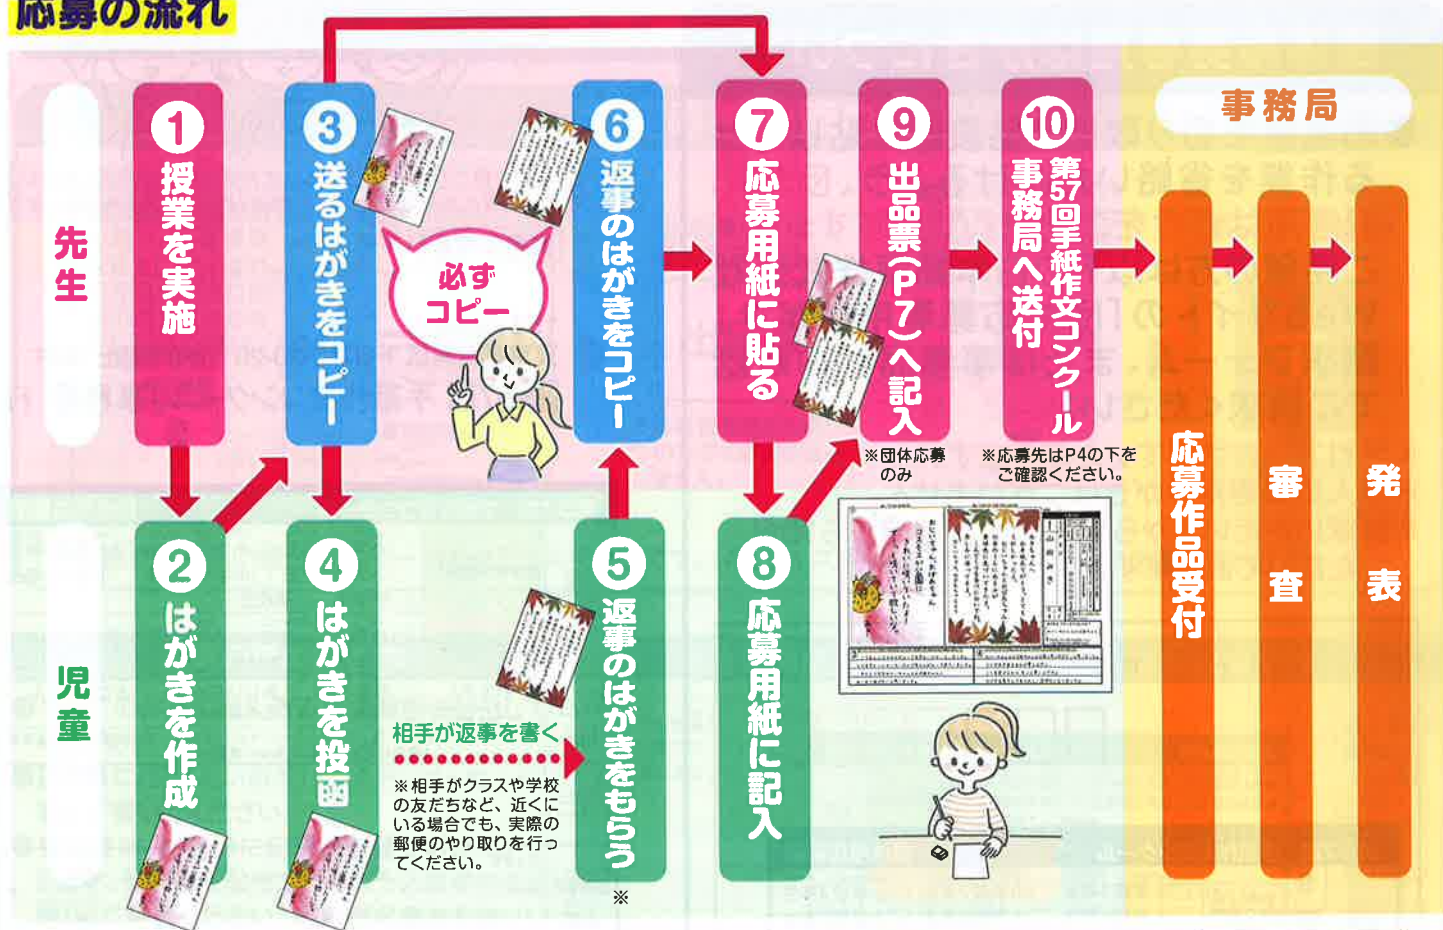 応募の流れ
先生
1
授業を実施
3
送るはがきをコピー
必ず
コピー
6
返事のはがきをコピー
7
応募用紙に貼る
9
出品票(P7)へ記入
※団体応募
のみ
10
第57回手紙作文コンクール
事務局へ送付
※応募先はP4の下を
ご確認ください。
事務局
応募作品受付
審査
発表
児童
2
はがきを作成
4
はがきを投函
相手が返事を書く
※相手がクラスや学校
の友だちなど、近くに
いる場合でも、実際の
郵便のやり取りを行っ
てください。
5
返事のはがきをもらう
※
8
応募用紙に記入